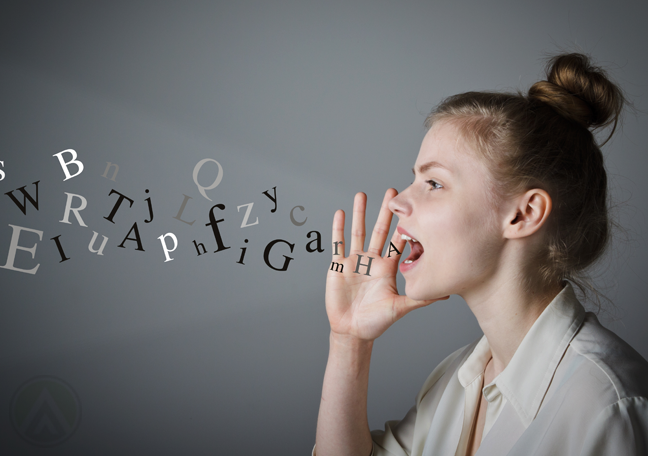 s B n Q
W R T j L f z y c
E I u A p h i G a r A
m H